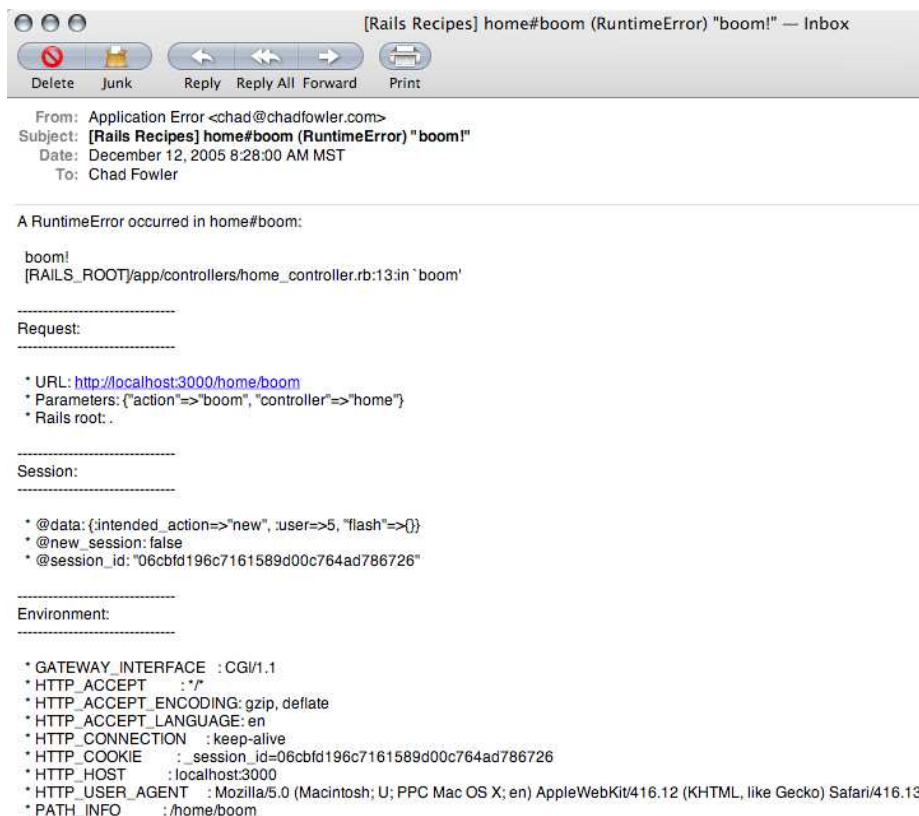 [Rails Recipes] home#boom (RuntimeError) "boom!" — Inbox
Delete Junk Reply Reply All Forward Print
From: Application Error <chad@chadfowler.com>
Subject: [Rails Recipes] home#boom (RuntimeError) "boom!"
Date: December 12, 2005 8:28:00 AM MST
To: Chad Fowler
A RuntimeError occurred in home#boom:
boom!
[RAILS_ROOT]/app/controllers/home_controller.rb:13:in `boom'
-------------------------------
Request:
-------------------------------
* URL: http://localhost:3000/home/boom
* Parameters: {"action"=>"boom", "controller"=>"home"}
* Rails root: .
-------------------------------
Session:
-------------------------------
* @data: {:intended_action=>"new", :user=>5, "flash"=>{}}
* @new_session: false
* @session_id: "06cbfd196c7161589d00c764ad786726"
-------------------------------
Environment:
-------------------------------
* GATEWAY_INTERFACE : CGI/1.1
* HTTP_ACCEPT : */*
* HTTP_ACCEPT_ENCODING: gzip, deflate
* HTTP_ACCEPT_LANGUAGE: en
* HTTP_CONNECTION : keep-alive
* HTTP_COOKIE : _session_id=06cbfd196c7161589d00c764ad786726
* HTTP_HOST : localhost:3000
* HTTP_USER_AGENT : Mozilla/5.0 (Macintosh; U; PPC Mac OS X; en) AppleWebKit/416.12 (KHTML, like Gecko) Safari/416.13
* PATH_INFO : /home/boom